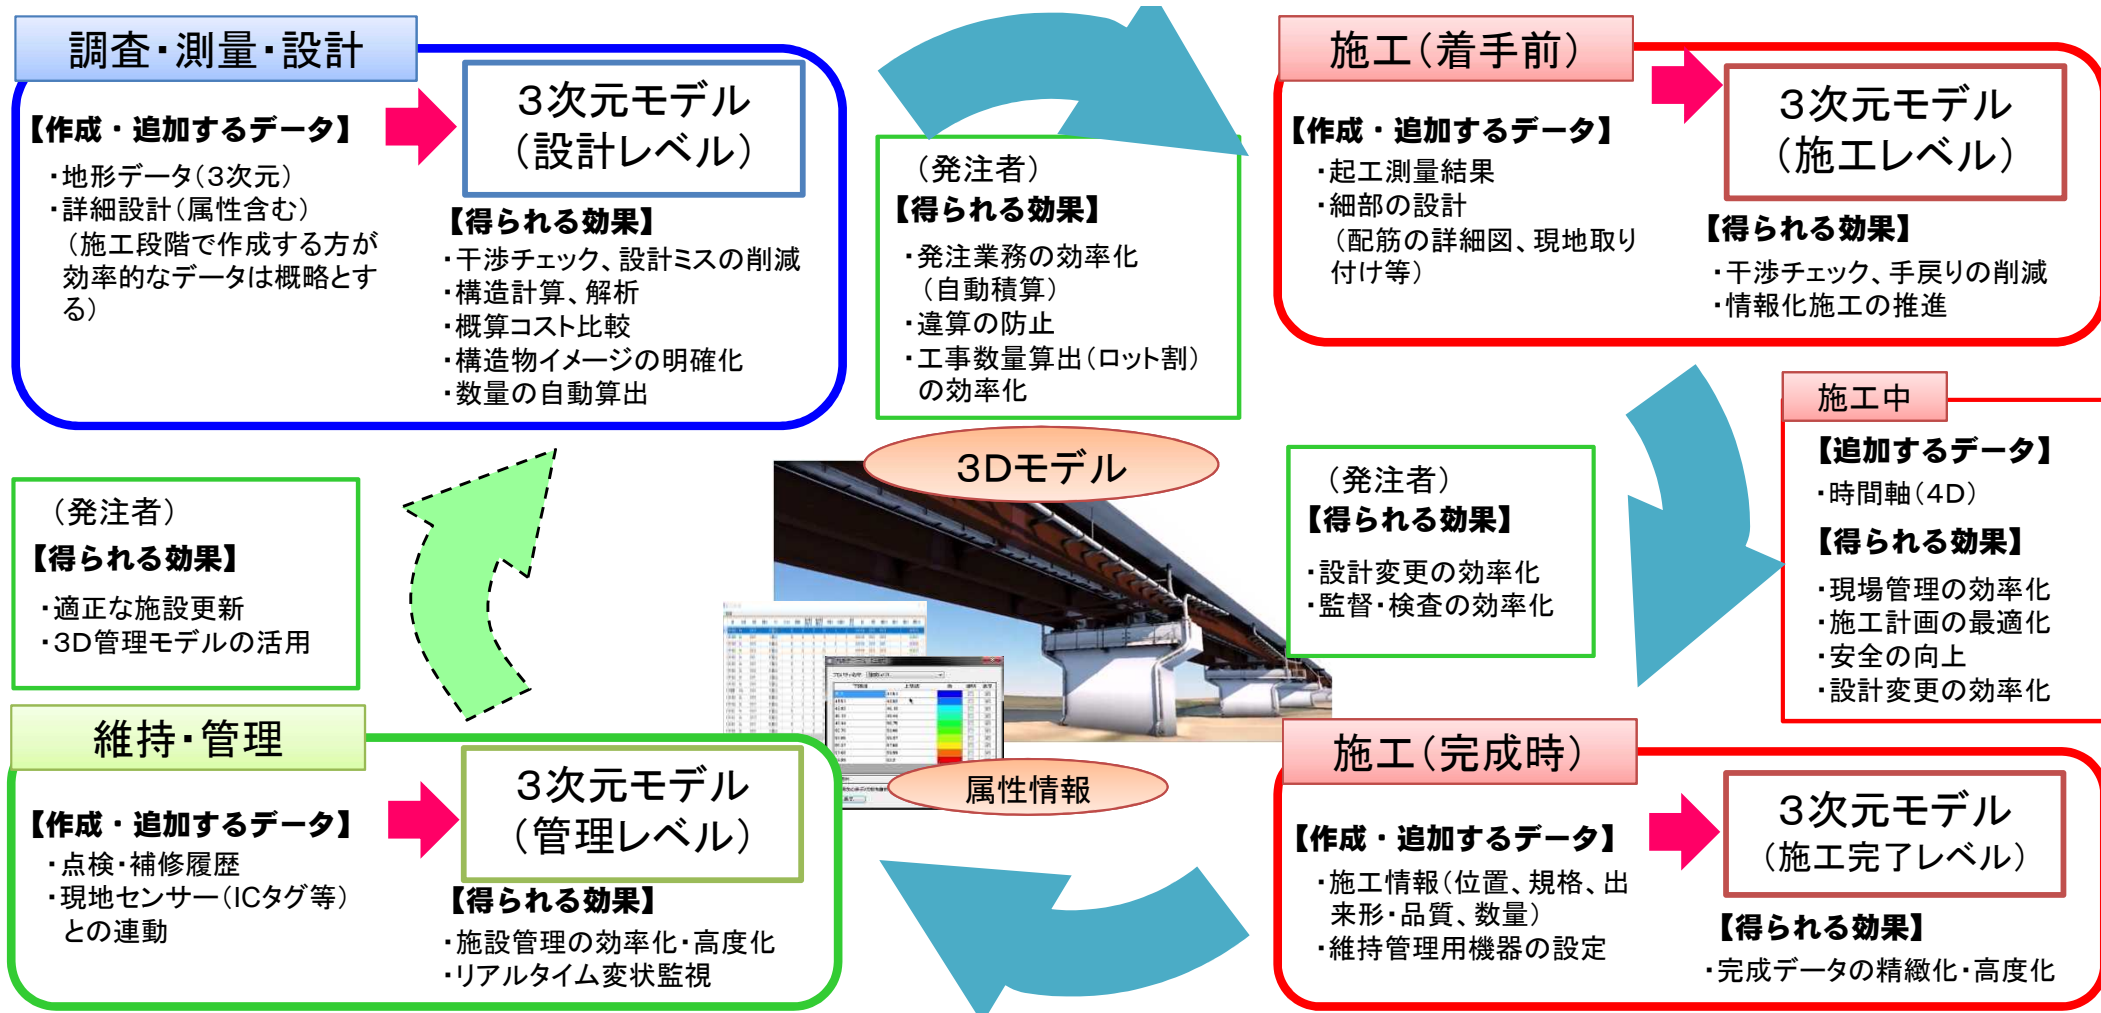 調査・測量・設計
【作成・追加するデータ】
・地形データ(3次元)
・詳細設計(属性含む)
(施工段階で作成する方が
効率的なデータは概略とす
る)
3次元モデル
(設計レベル)
【得られる効果】
・干渉チェック、設計ミスの削減
・構造計算、解析
・概算コスト比較
・構造物イメージの明確化
・数量の自動算出
(発注者)
【得られる効果】
・発注業務の効率化
(自動積算)
・違算の防止
・工事数量算出(ロット割)
の効率化
施工(着手前)
【作成・追加するデータ】
・起工測量結果
・細部の設計
(配筋の詳細図、現地取り
付け等)
3次元モデル
(施工レベル)
【得られる効果】
・干渉チェック、手戻りの削減
・情報化施工の推進
施工中
【追加するデータ】
・時間軸(4D)
【得られる効果】
・現場管理の効率化
・施工計画の最適化
・安全の向上
・設計変更の効率化
(発注者)
【得られる効果】
・設計変更の効率化
・監督・検査の効率化
3Dモデル
属性情報
(発注者)
【得られる効果】
・適正な施設更新
・3D管理モデルの活用
維持・管理
【作成・追加するデータ】
・点検・補修履歴
・現地センサー(ICタグ等)
との連動
3次元モデル
(管理レベル)
【得られる効果】
・施設管理の効率化・高度化
・リアルタイム変状監視
施工(完成時)
【作成・追加するデータ】
・施工情報(位置、規格、出
来形・品質、数量)
・維持管理用機器の設定
3次元モデル
(施工完了レベル)
【得られる効果】
・完成データの精緻化・高度化